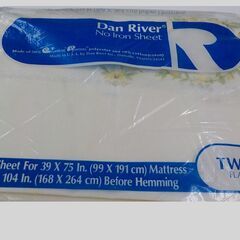 Dan River®
No Iron Sheet
R
Sheet For 39 X 75 In. (99 X 191 cm) Mattress
104 In. (168 X 264 cm) Before Hemming
TW